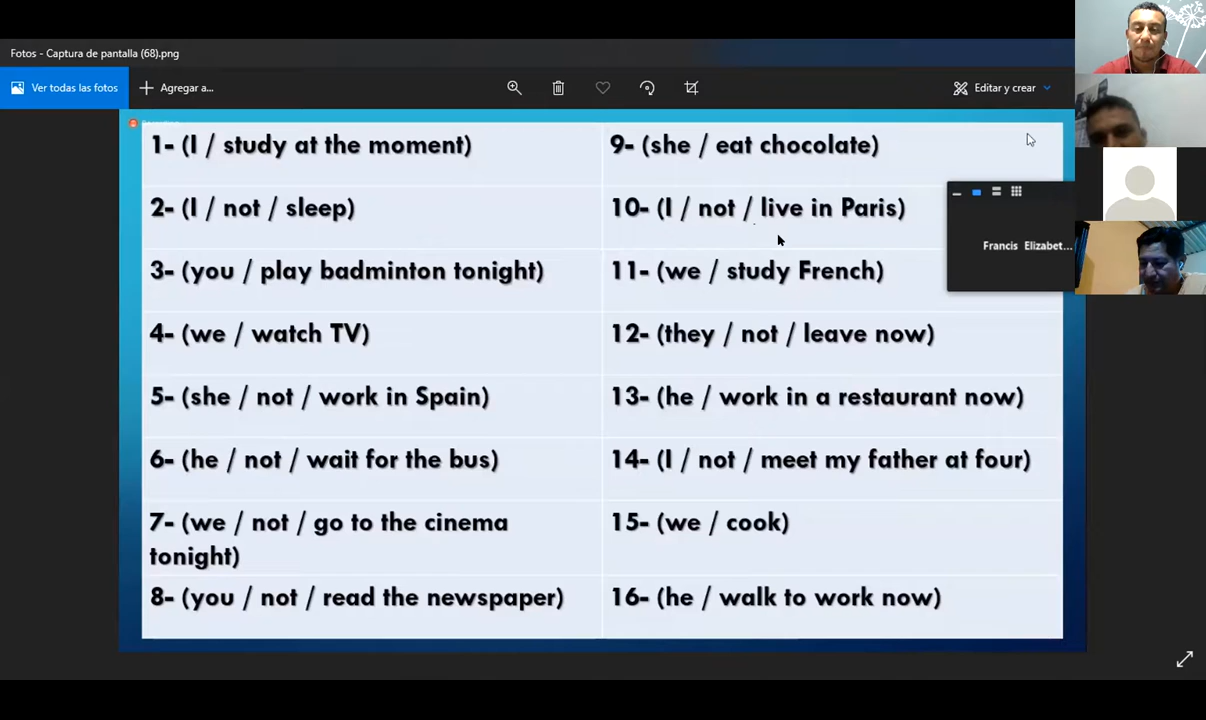 Fotos - Captura de pantalla (68).png
Ver todas las fotos
Agregar a...
Editar y crear
1- (I / study at the moment)
2- (I / not / sleep)
3- (you / play badminton tonight)
4- (we / watch TV)
5- (she / not / work in Spain)
6- (he / not / wait for the bus)
7- (we / not / go to the cinema
tonight)
8- (you / not / read the newspaper)
9- (she / eat chocolate)
10- (I / not / live in Paris)
11- (we / study French)
12- (they / not / leave now)
13- (he / work in a restaurant now)
14- (I / not / meet my father at four)
15- (we / cook)
16- (he / walk to work now)
Francis Elizabet...